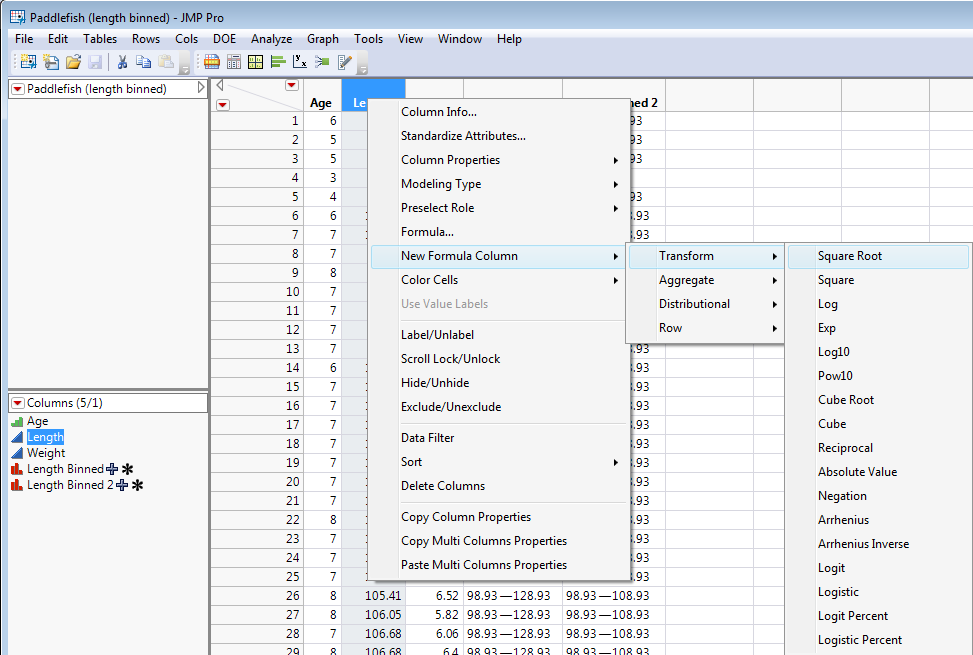 Paddlefish (length binned) - JMP Pro
File Edit Tables Rows Cols DOE Analyze Graph Tools View Window Help
Paddlefish (length binned)
Columns (5/1)
Age
Length
Weight
Length Binned
Length Binned 2
Age Le ned 2
1 6 93
2 5 93
3 5 93
4 3
5 4 93
6 6 .93
7 7 .93
8 7
9 8
10 7
11 7
12 7
13 7 .93
14 6 .93
15 7 .93
16 7 .93
17 7 .93
18 7 .93
19 7 .93
20 7 .93
21 7 .93
22 8 .93
23 7 .93
24 7 .93
25 7 .93
26 8 105.41 6.52 98.93 —128.93 98.93 —108.93
27 8 106.05 5.82 98.93 —128.93 98.93 —108.93
28 7 106.68 6.06 98.93 —128.93 98.93 —108.93
29 8 106.68 6.4 98.93 —128.93 98.93 —108.93
Column Info...
Standardize Attributes...
Column Properties
Modeling Type
Preselect Role
Formula...
New Formula Column
Color Cells
Use Value Labels
Label/Unlabel
Scroll Lock/Unlock
Hide/Unhide
Exclude/Unexclude
Data Filter
Sort
Delete Columns
Copy Column Properties
Copy Multi Columns Properties
Paste Multi Columns Properties
Transform
Aggregate
Distributional
Row
Square Root
Square
Log
Exp
Log10
Pow10
Cube Root
Cube
Reciprocal
Absolute Value
Negation
Arrhenius
Arrhenius Inverse
Logit
Logistic
Logit Percent
Logistic Percent